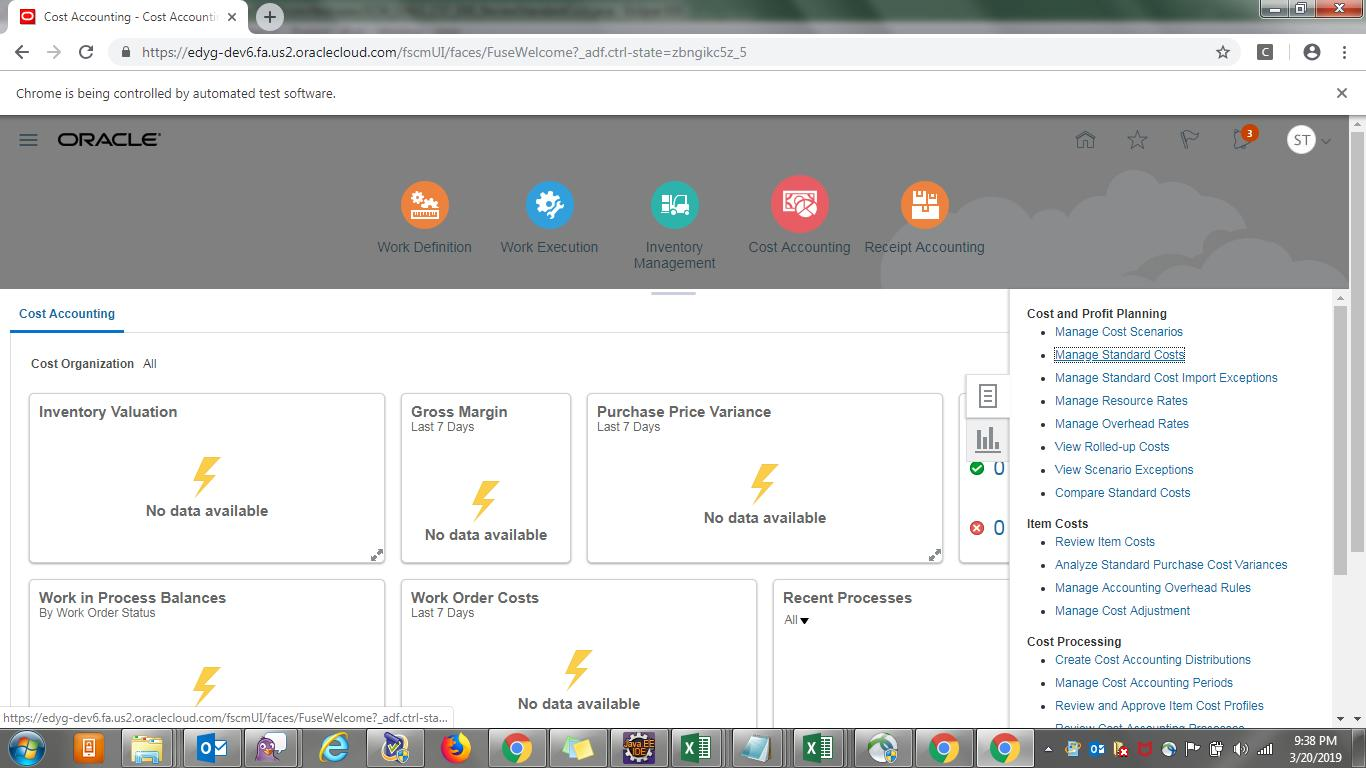 Cost Accounting - Cost Accounti
https://edyg-dev6.fa.us2.oraclecloud.com/fscmUI/faces/FuseWelcome?_adf.ctrl-state=zbngikc5z_5
C
Chrome is being controlled by automated test software.
ORACLE
3
ST
Work Definition
Work Execution
Inventory
Management
Cost Accounting
Receipt Accounting
Cost Accounting
Cost Organization All
Inventory Valuation
No data available
Gross Margin
Last 7 Days
No data available
Purchase Price Variance
Last 7 Days
No data available
0
0
Work in Process Balances
By Work Order Status
Work Order Costs
Last 7 Days
No data available
Recent Processes
All
Cost and Profit Planning
Manage Cost Scenarios
Manage Standard Costs
Manage Standard Cost Import Exceptions
Manage Resource Rates
Manage Overhead Rates
View Rolled-up Costs
View Scenario Exceptions
Compare Standard Costs
Item Costs
Review Item Costs
Analyze Standard Purchase Cost Variances
Manage Accounting Overhead Rules
Manage Cost Adjustment
Cost Processing
Create Cost Accounting Distributions
Manage Cost Accounting Periods
Review and Approve Item Cost Profiles
Review Cost Accounting Processes
https://edyg-dev6.fa.us2.oraclecloud.com/fscmUI/faces/FuseWelcome?_adf.ctrl-sta...
Java EE
IDE
9:38 PM
3/20/2019